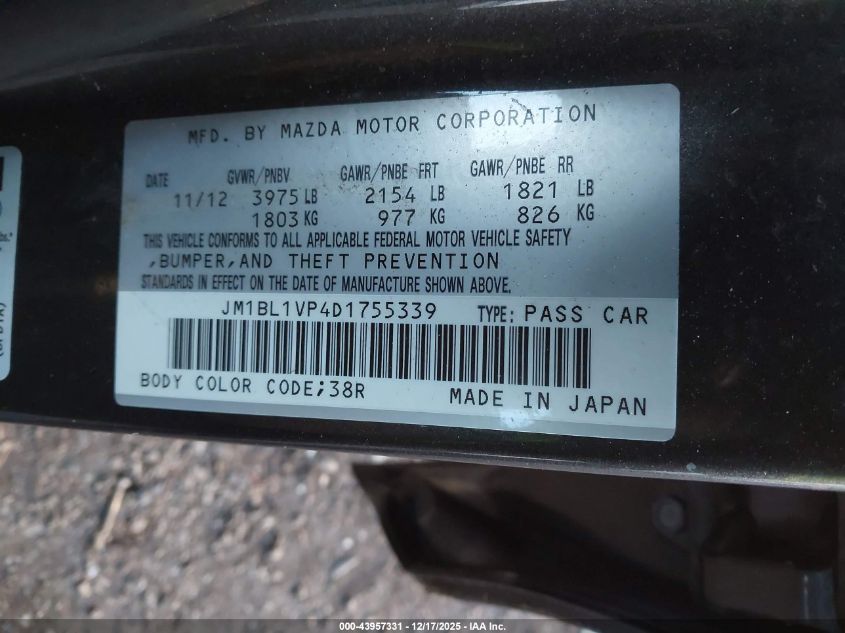 MFD. BY MAZDA MOTOR CORPORATION
DATE GVWR/PNBV GAWR/PNBE FRT GAWR/PNBE RR
11/12 3975 LB 2154 LB 1821 LB
1803 KG 977 KG 826 KG
THIS VEHICLE CONFORMS TO ALL APPLICABLE FEDERAL MOTOR VEHICLE SAFETY
,BUMPER,AND THEFT PREVENTION
STANDARDS IN EFFECT ON THE DATE OF MANUFACTURE SHOWN ABOVE.
JM1BL1VP4D1755339 TYPE: PASS CAR
BODY COLOR CODE;38R MADE IN JAPAN
000-43957331 - 12/17/2025 - IAA Inc.